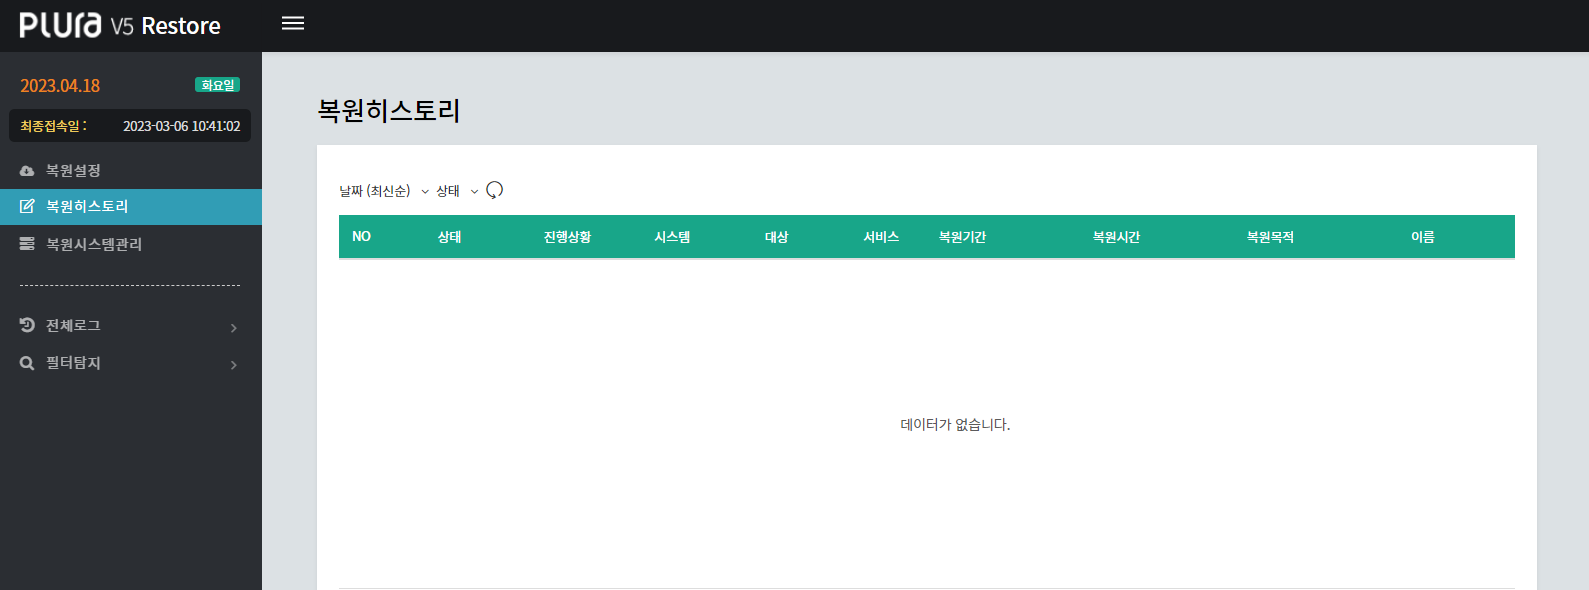 PLURA V5 Restore
2023.04.18 화요일
최종접속일 : 2023-03-06 10:41:02
복원설정
복원히스토리
복원시스템관리
전체로그
필터탐지
복원히스토리
날짜 (최신순) 상태
NO 상태 진행상황 시스템 대상 서비스 복원기간 복원시간 복원목적 이름
데이터가 없습니다.